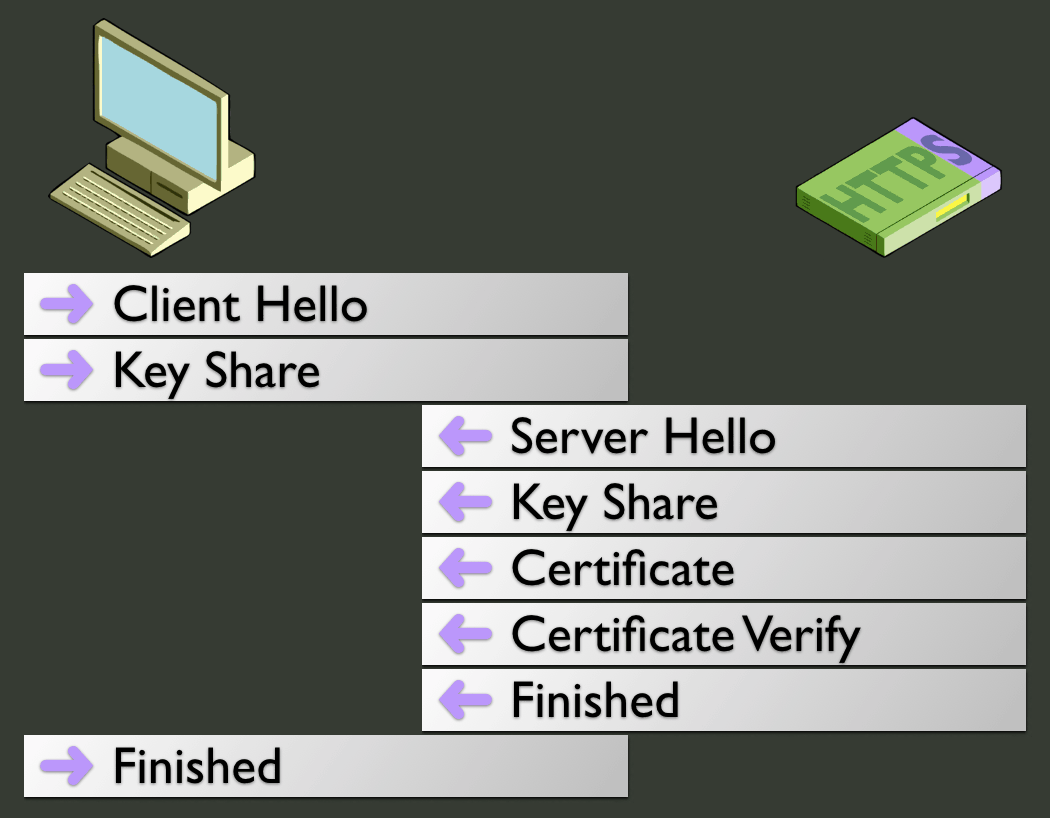 HTTPS
Client Hello
Key Share
Server Hello
Key Share
Certificate
Certificate Verify
Finished
Finished